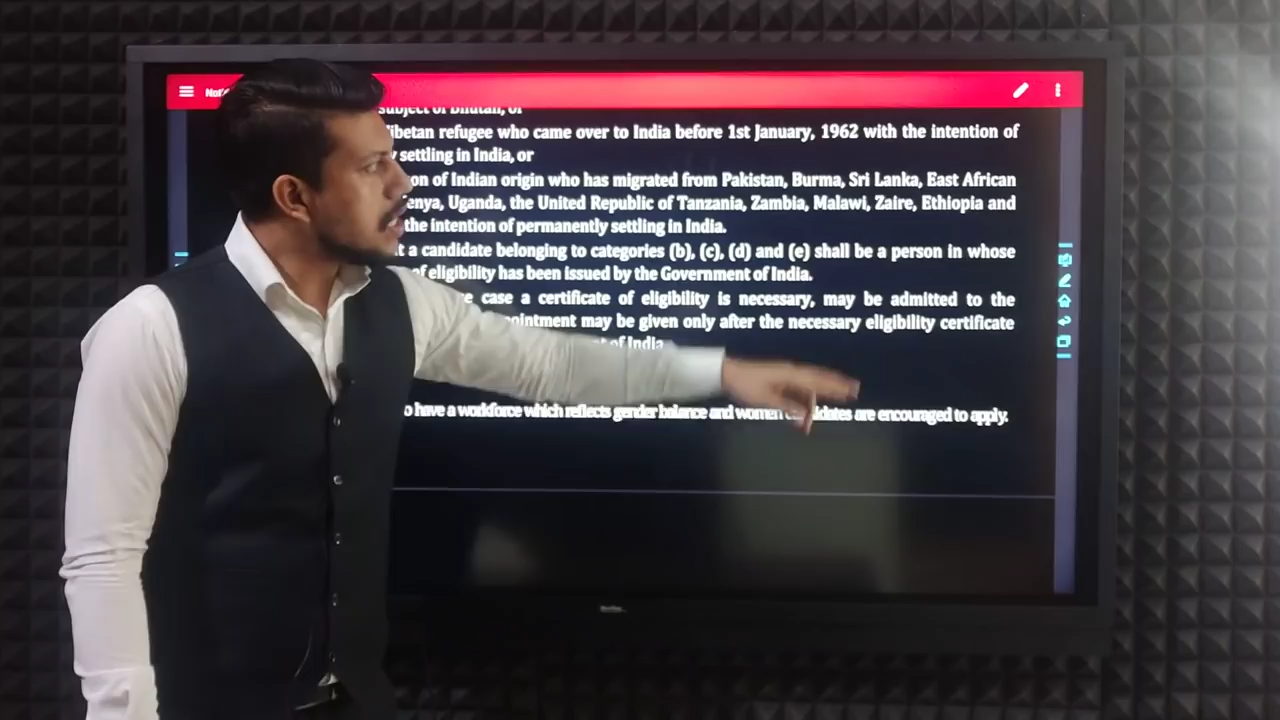 subject of Bhutan, or
refugee who came over to India before 1st January, 1962 with the intention of
settling in India, or
of Indian origin who has migrated from Pakistan, Burma, Sri Lanka, East African
Uganda, the United Republic of Tanzania, Zambia, Malawi, Zaire, Ethiopia and
the intention of permanently settling in India.
a candidate belonging to categories (b), (c), (d) and (e) shall be a person in whose
of eligibility has been issued by the Government of India.
case a certificate of eligibility is necessary, may be admitted to the
may be given only after the necessary eligibility certificate
of India
have a workforce which reflects gender balance and women are encouraged to apply.